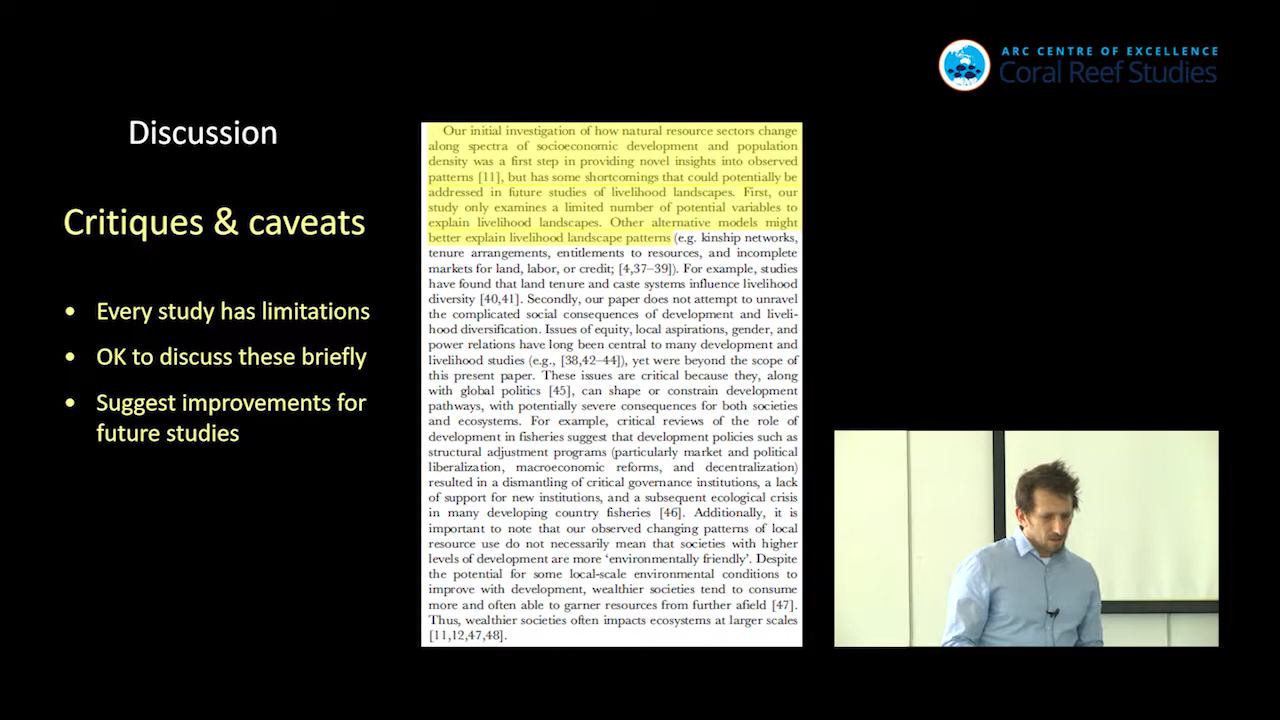 ARC CENTRE OF EXCELLENCE
Coral Reef Studies
Discussion
Critiques & caveats
• Every study has limitations
• OK to discuss these briefly
• Suggest improvements for
future studies
Our initial investigation of how natural resource sectors change
along spectra of socioeconomic development and population
density was a first step in providing novel insights into observed
patterns [11], but has some shortcomings that could potentially be
addressed in future studies of livelihood landscapes. First, our
study only examines a limited number of potential variables to
explain livelihood landscapes. Other alternative models might
better explain livelihood landscape patterns (e.g. kinship networks,
tenure arrangements, entitlements to resources, and incomplete
markets for land, labor, or credit; [4,37–39]). For example, studies
have found that land tenure and caste systems influence livelihood
diversity [40,41]. Secondly, our paper does not attempt to unravel
the complicated social consequences of development and liveli-
hood diversification. Issues of equity, local aspirations, gender, and
power relations have long been central to many development and
livelihood studies (e.g., [38,42–44]), yet were beyond the scope of
this present paper. These issues are critical because they, along
with global politics [45], can shape or constrain development
pathways, with potentially severe consequences for both societies
and ecosystems. For example, critical reviews of the role of
development in fisheries suggest that development policies such as
structural adjustment programs (particularly market and political
liberalization, macroeconomic reforms, and decentralization)
resulted in a dismantling of critical governance institutions, a lack
of support for new institutions, and a subsequent ecological crisis
in many developing country fisheries [46]. Additionally, it is
important to note that our observed changing patterns of local
resource use do not necessarily mean that societies with higher
levels of development are more ‘environmentally friendly’. Despite
the potential for some local-scale environmental conditions to
improve with development, wealthier societies tend to consume
more and often able to garner resources from further afield [47].
Thus, wealthier societies often impacts ecosystems at larger scales
[11,12,47,48].